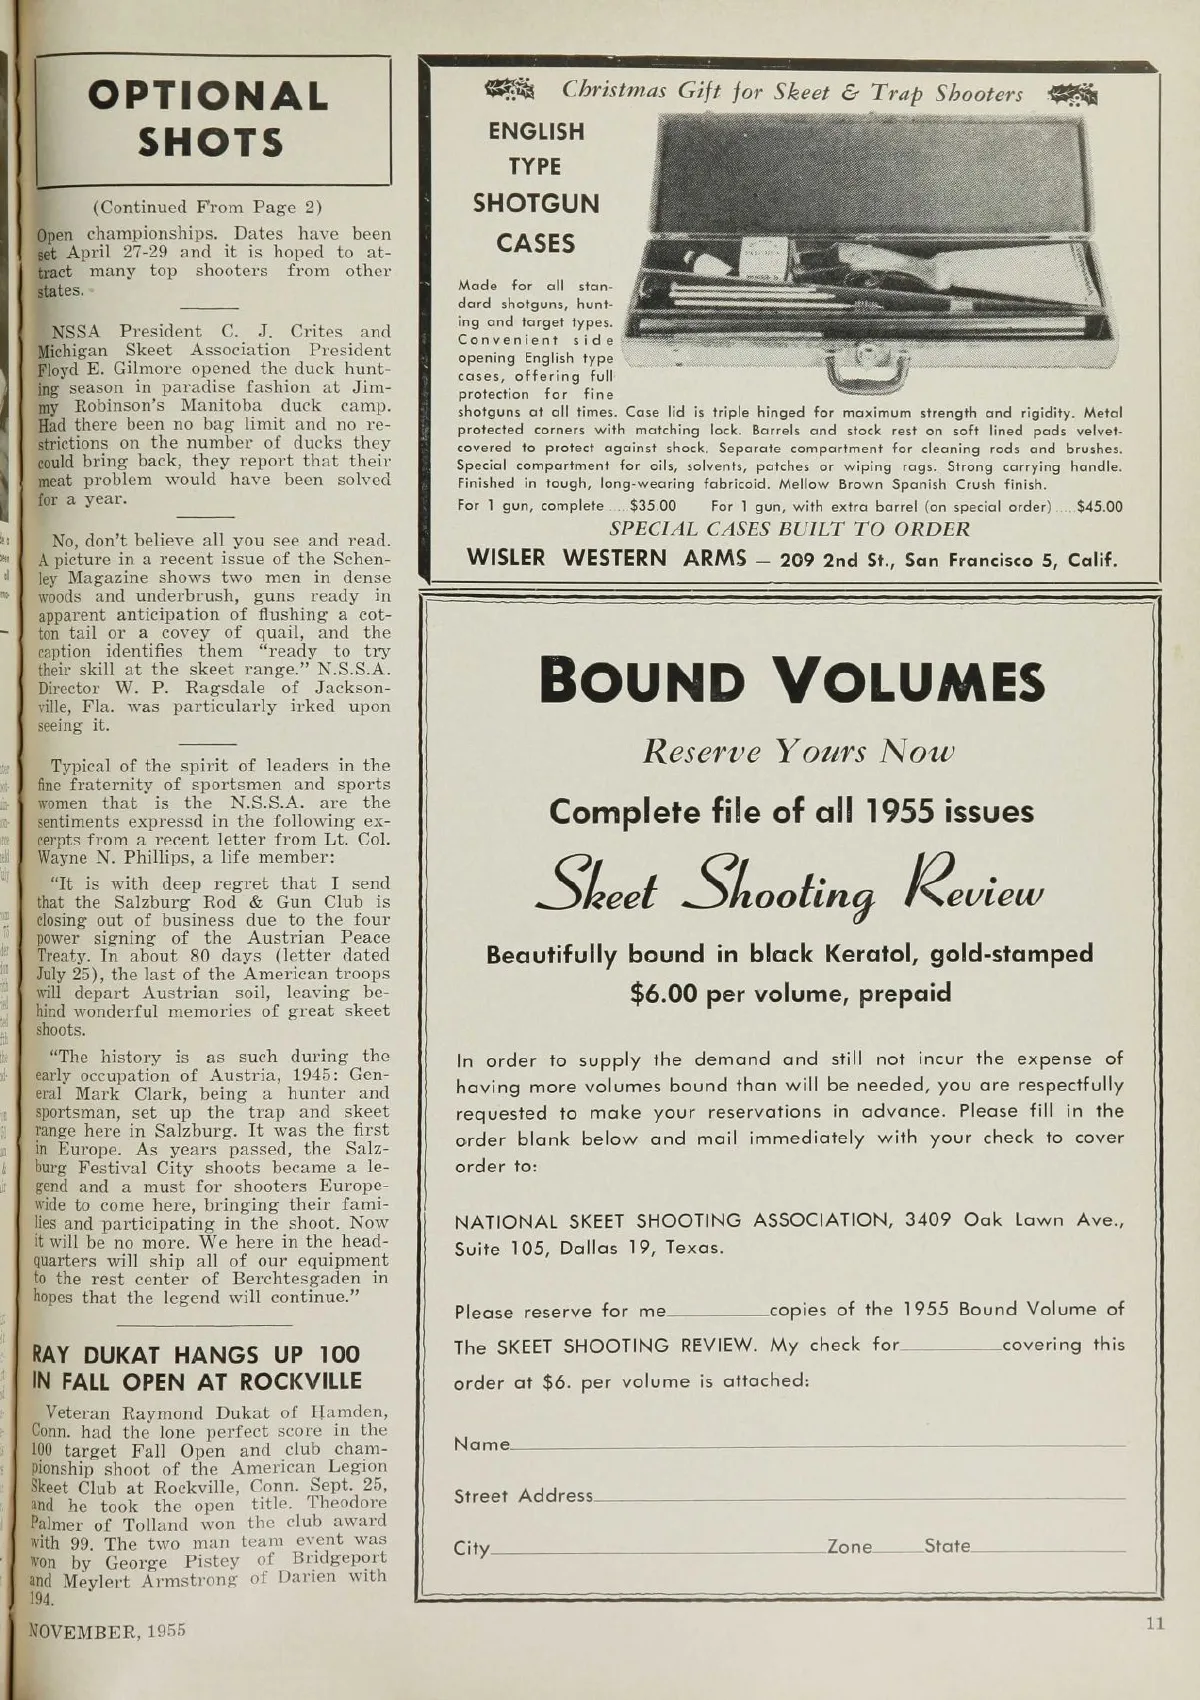 OPTIONAL
SHOTS
(Continued From Page 2)
Open championships. Dates have been
set April 27-29 and it is hoped to at-
tract many top shooters from other
states.
NSSA President C. J. Crites and
Michigan Skeet Association President
Floyd E. Gilmore opened the duck hunt-
ing season in paradise fashion at Jim-
my Robinson's Manitoba duck camp.
Had there been no bag limit and no re-
strictions on the number of ducks they
could bring back, they report that their
meat problem would have been solved
for a year.
No, don't believe all you see and read.
A picture in a recent issue of the Schen-
ley Magazine shows two men in dense
woods and underbrush, guns ready in
apparent anticipation of flushing a cot-
ton tail or a covey of quail, and the
caption identifies them "ready to try
their skill at the skeet range." N.S.S.A.
Director W. P. Ragsdale of Jackson-
ville, Fla. was particularly irked upon
seeing it.
Typical of the spirit of leaders in the
fine fraternity of sportsmen and sports
women that is the N.S.S.A. are the
sentiments expressd in the following ex-
cerpts from a recent letter from Lt. Col.
Wayne N. Phillips, a life member:
"It is with deep regret that I send
that the Salzburg Rod & Gun Club is
closing out of business due to the four
power signing of the Austrian Peace
Treaty. In about 80 days (letter dated
July 25), the last of the American troops
will depart Austrian soil, leaving be-
hind wonderful memories of great skeet
shoots.
"The history is as such during the
early occupation of Austria, 1945: Gen-
eral Mark Clark, being a hunter and
sportsman, set up the trap and skeet
range here in Salzburg. It was the first
in Europe. As years passed, the Salz-
burg Festival City shoots became a le-
gend and a must for shooters Europe-
wide to come here, bringing their fami-
lies and participating in the shoot. Now
it will be no more. We here in the head-
quarters will ship all of our equipment
to the rest center of Berchtesgaden in
hopes that the legend will continue."
RAY DUKAT HANGS UP 100
IN FALL OPEN AT ROCKVILLE
Veteran Raymond Dukat of Hamden,
Conn. had the lone perfect score in the
100 target Fall Open and club cham-
pionship shoot of the American Legion
Skeet Club at Rockville, Conn. Sept. 25,
and he took the open title. Theodore
Palmer of Tolland won the club award
with 99. The two man team event was
won by George Pistey of Bridgeport
and Meylert Armstrong of Darien with
194.
Christmas Gift for Skeet & Trap Shooters
ENGLISH
TYPE
SHOTGUN
CASES
Made for all stan-
dard shotguns, hunt-
ing and target types.
Convenient side
opening English type
cases, offering full
protection for fine
shotguns at all times. Case lid is triple hinged for maximum strength and rigidity. Metal
protected corners with matching lock. Barrels and stock rest on soft lined pads velvet-
covered to protect against shock. Separate compartment for cleaning rods and brushes.
Special compartment for oils, solvents, patches or wiping rags. Strong carrying handle.
Finished in tough, long-wearing fabricoid. Mellow Brown Spanish Crush finish.
For 1 gun, complete ..... $35.00 For 1 gun, with extra barrel (on special order) ..... $45.00
SPECIAL CASES BUILT TO ORDER
WISLER WESTERN ARMS — 209 2nd St., San Francisco 5, Calif.
BOUND VOLUMES
Reserve Yours Now
Complete file of all 1955 issues
Skeet Shooting Review
Beautifully bound in black Keratol, gold-stamped
$6.00 per volume, prepaid
In order to supply the demand and still not incur the expense of
having more volumes bound than will be needed, you are respectfully
requested to make your reservations in advance. Please fill in the
order blank below and mail immediately with your check to cover
order to:
NATIONAL SKEET SHOOTING ASSOCIATION, 3409 Oak Lawn Ave.,
Suite 105, Dallas 19, Texas.
Please reserve for me__________copies of the 1955 Bound Volume of
The SKEET SHOOTING REVIEW. My check for__________covering this
order at $6. per volume is attached:
Name__________
Street Address__________
City__________Zone_____State__________
NOVEMBER, 1955
11